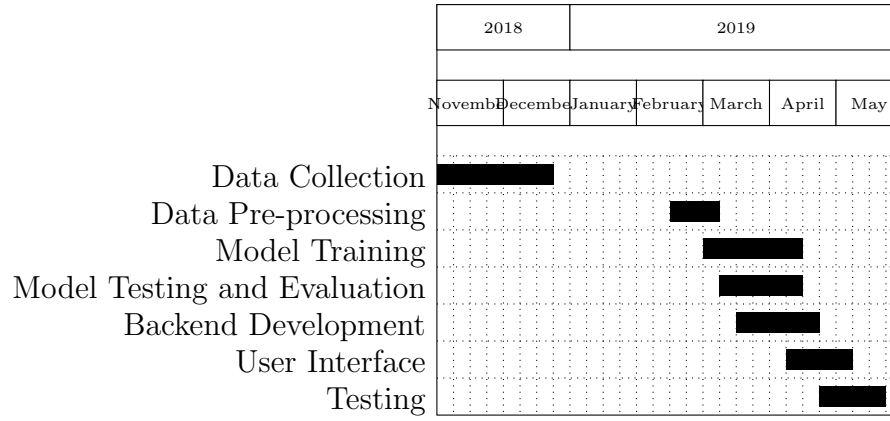 2018 2019
Novembe Decembe January February March April May
Data Collection
Data Pre-processing
Model Training
Model Testing and Evaluation
Backend Development
User Interface
Testing